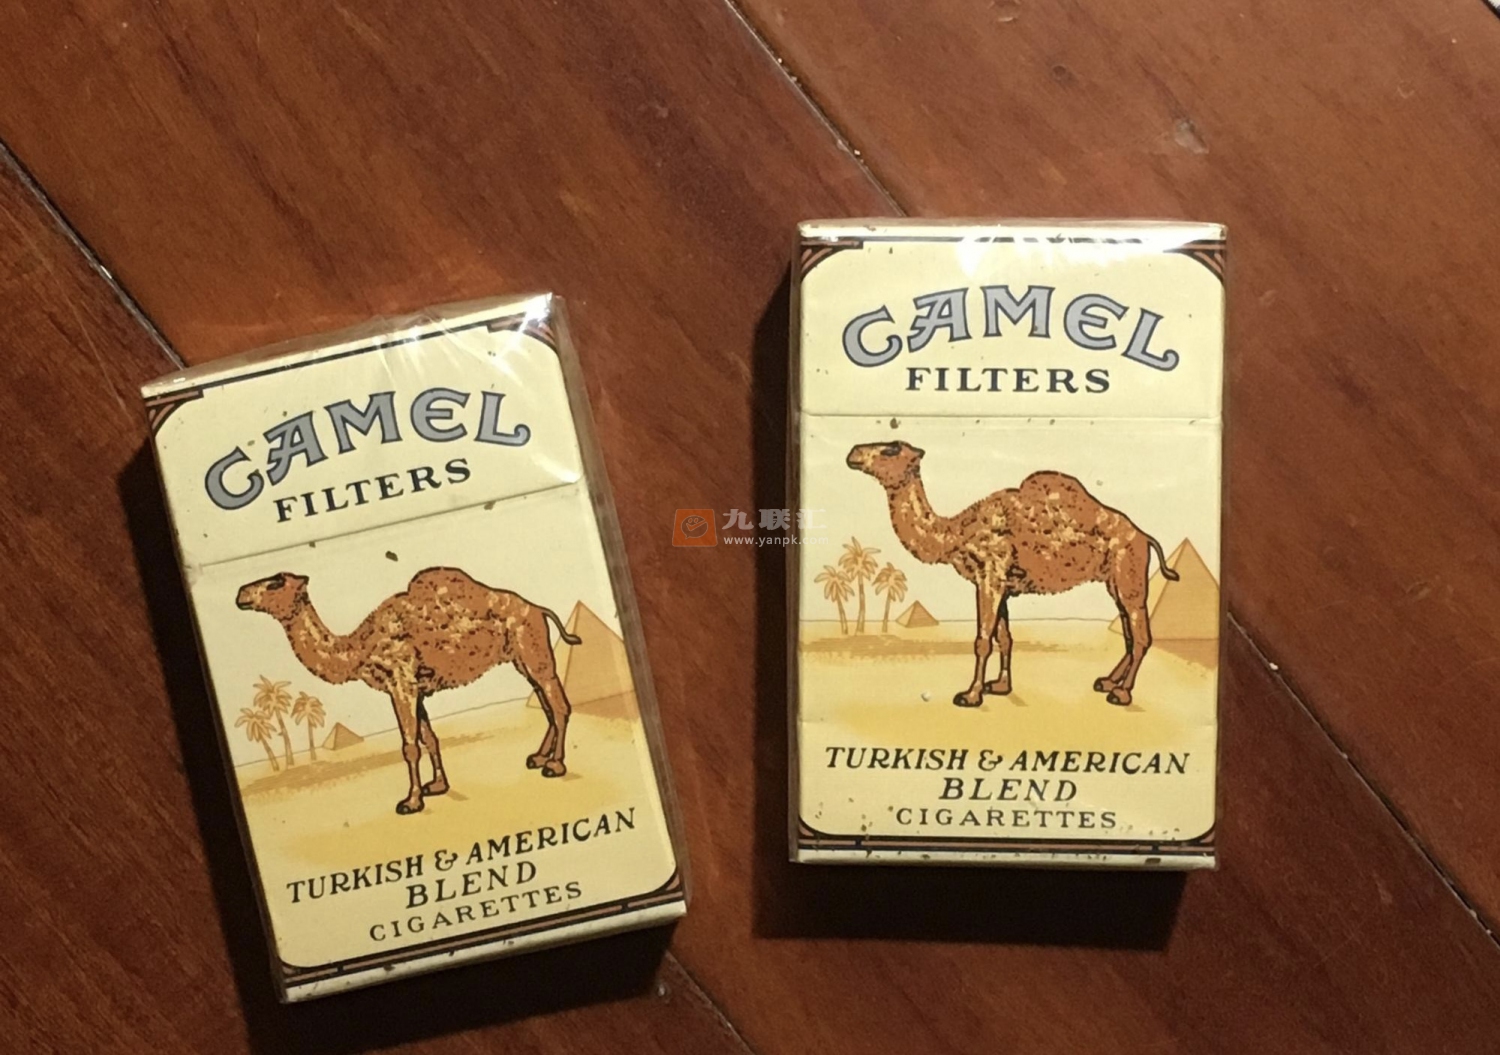 CAMEL
FILTERS
TURKISH & AMERICAN
BLEND
CIGARETTES
CAMEL
FILTERS
TURKISH & AMERICAN
BLEND
CIGARETTES
九联汇
www.yanpk.com